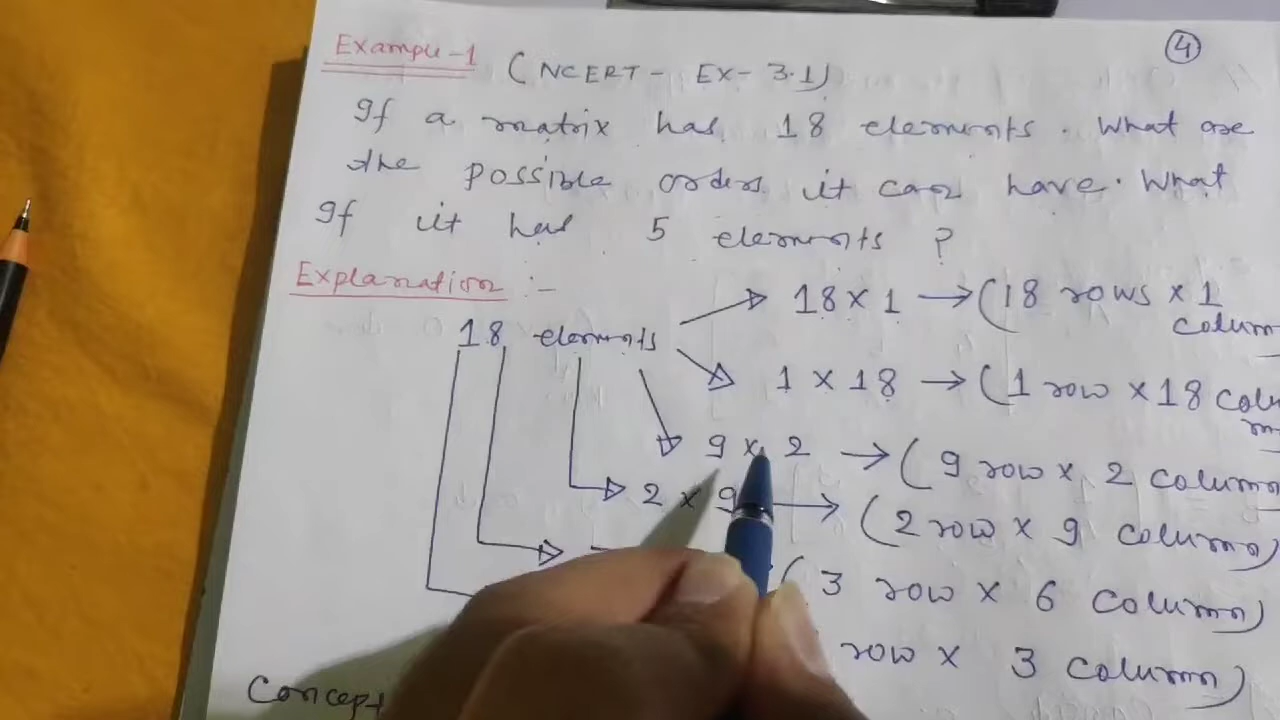 ④
Example-1 (NCERT- EX- 3.1)
If a matrix has 18 elements. What are
the possible orders it can have. What
If it has 5 elements ?
Explanation :-
18 elements
18 × 1 → (18 rows × 1
colum
1 × 18 → (1 row × 18 colu
9 × 2 → (9 row × 2 column
2 × 9 → (2 row × 9 column)
(3 row × 6 column)
row × 3 column)
Concept